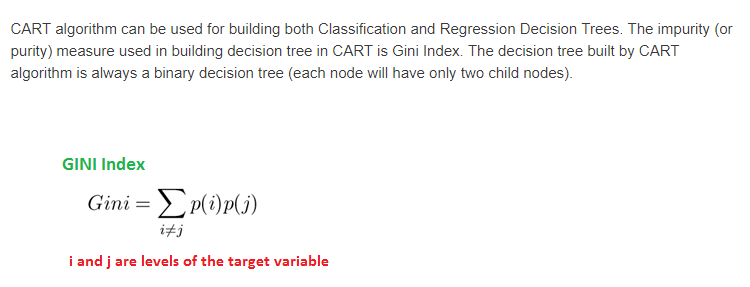 CART algorithm can be used for building both Classification and Regression Decision Trees. The impurity (or
purity) measure used in building decision tree in CART is Gini Index. The decision tree built by CART
algorithm is always a binary decision tree (each node will have only two child nodes).
GINI Index
Gini = ∑ p(i)p(j)
i≠j
i and j are levels of the target variable